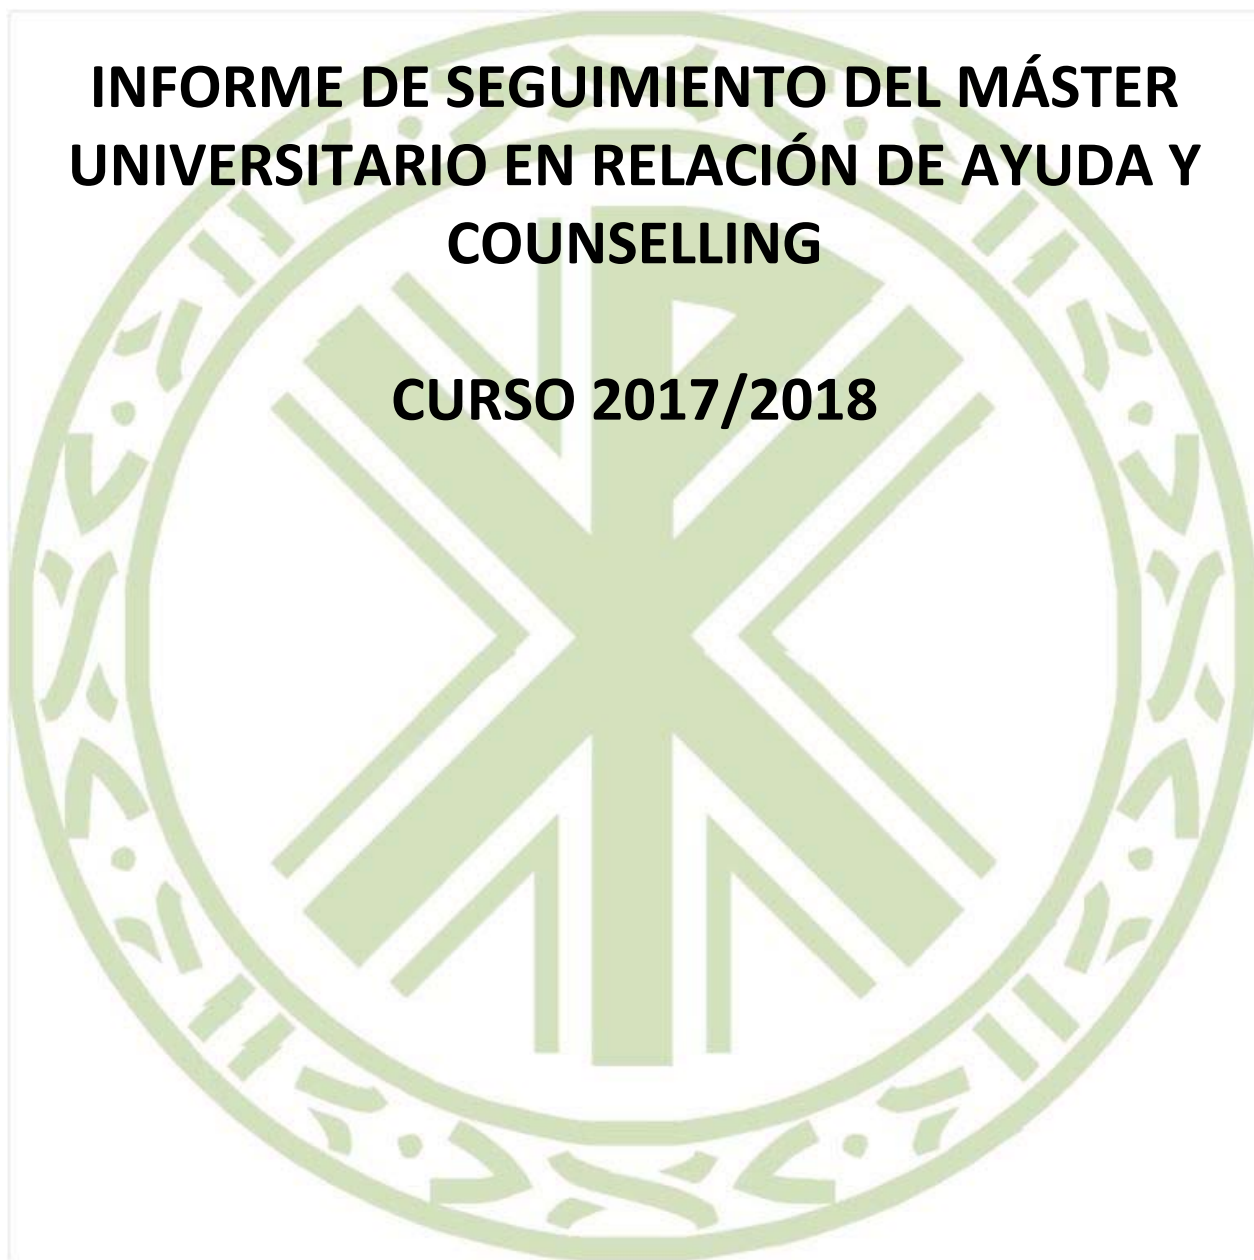 INFORME DE SEGUIMIENTO DEL MÁSTER
UNIVERSITARIO EN RELACIÓN DE AYUDA Y
COUNSELLING
CURSO 2017/2018